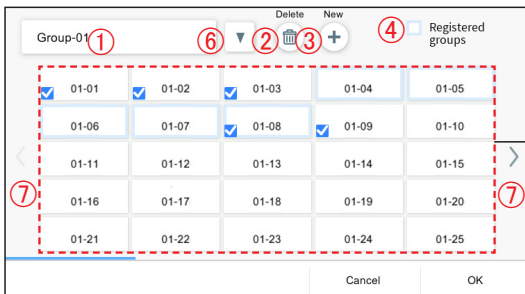 Delete New
Group-01 ① ⑥ ▼ ② ③ + ④ Registered
groups
01-01 01-02 01-03 01-04 01-05
01-06 01-07 01-08 01-09 01-10
01-11 01-12 01-13 01-14 01-15
⑦ ⑦
01-16 01-17 01-18 01-19 01-20
01-21 01-22 01-23 01-24 01-25
Cancel OK